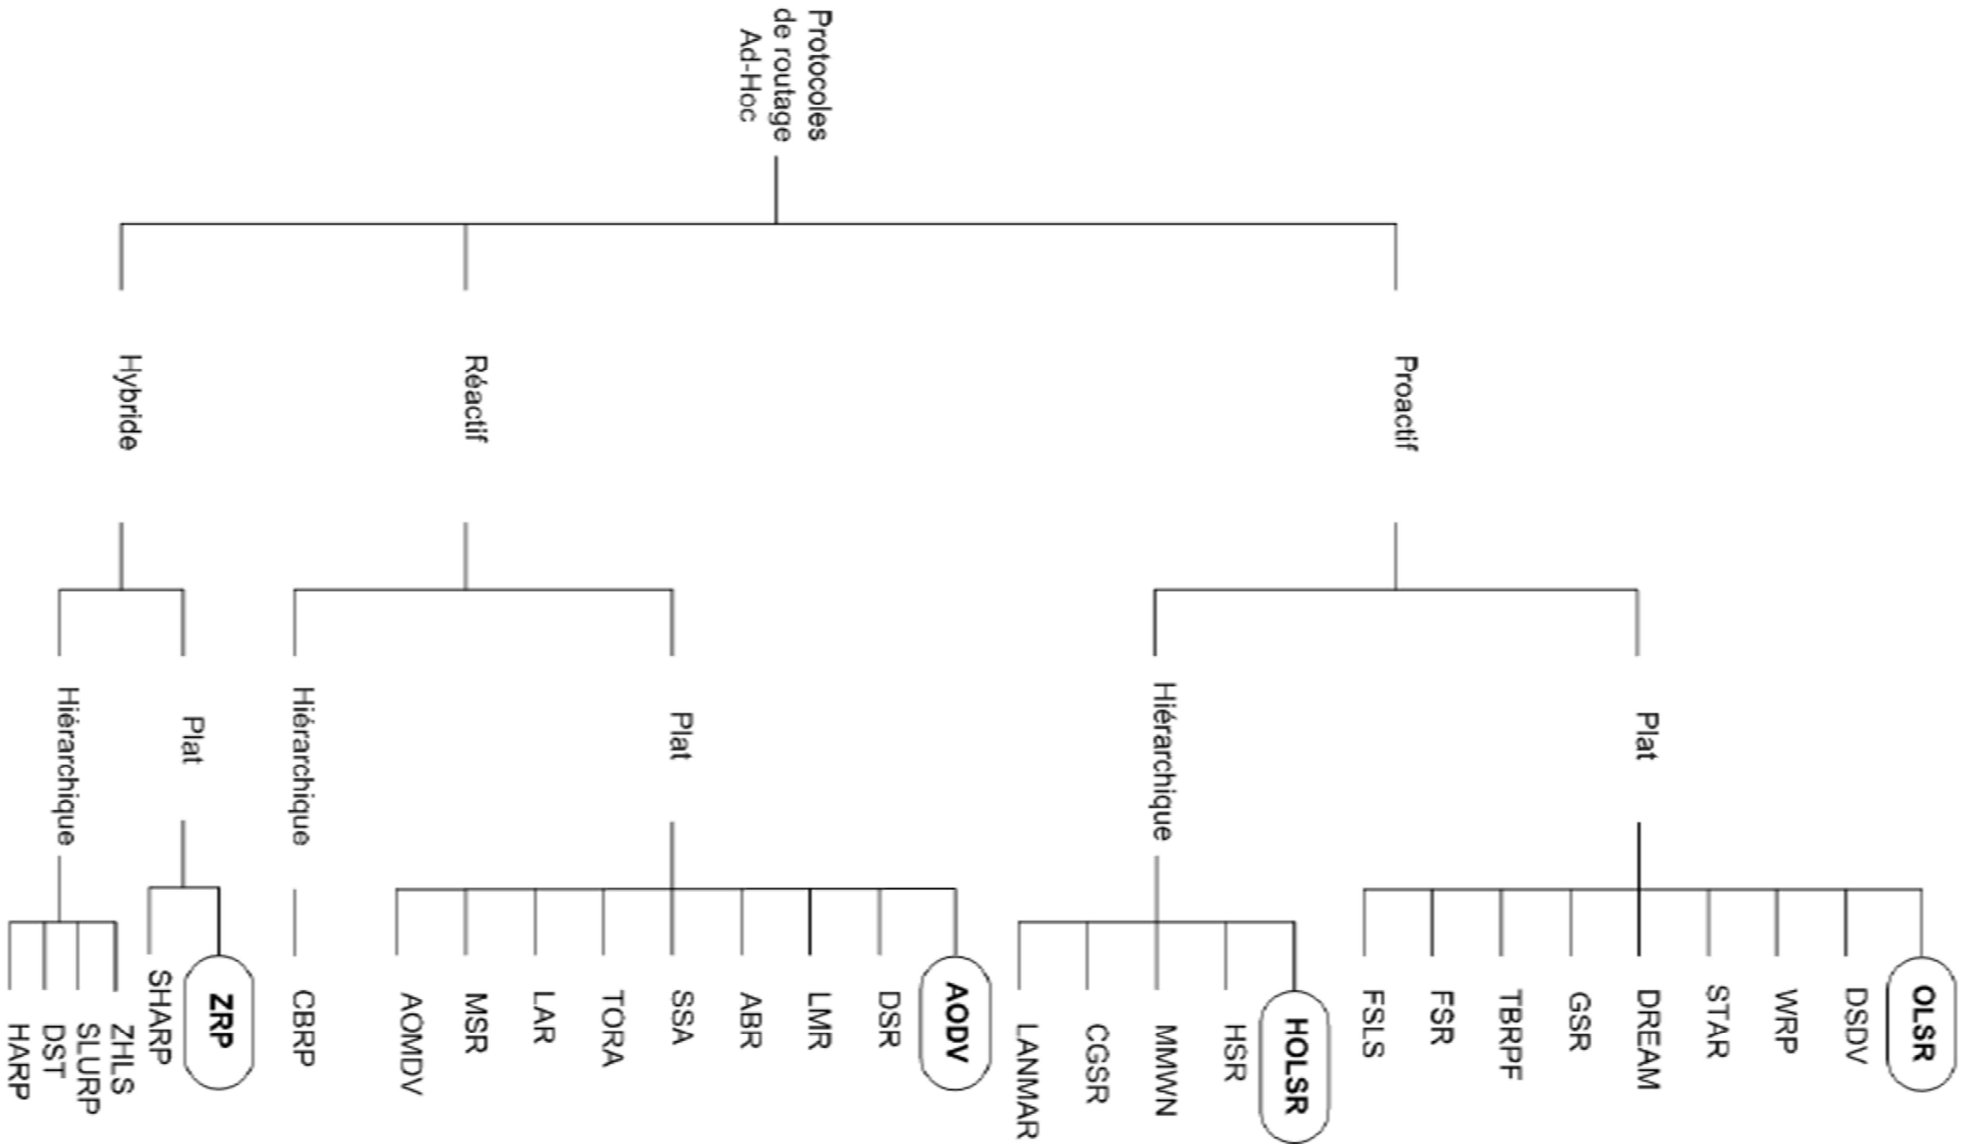 Protocoles
de routage
Ad-Hoc
Proactif
Réactif
Hybride
Plat
Hiérarchique
Plat
Hiérarchique
Plat
Hiérarchique
OLSR
DSDV
WRP
STAR
DREAM
GSR
TBRPF
FSR
FSLS
HOLSR
HSR
MMWN
CGSR
LANMAR
AODV
DSR
LMR
ABR
SSA
TORA
LAR
MSR
AOMDV
CBRP
ZRP
SHARP
ZHLS
SLURP
DST
HARP